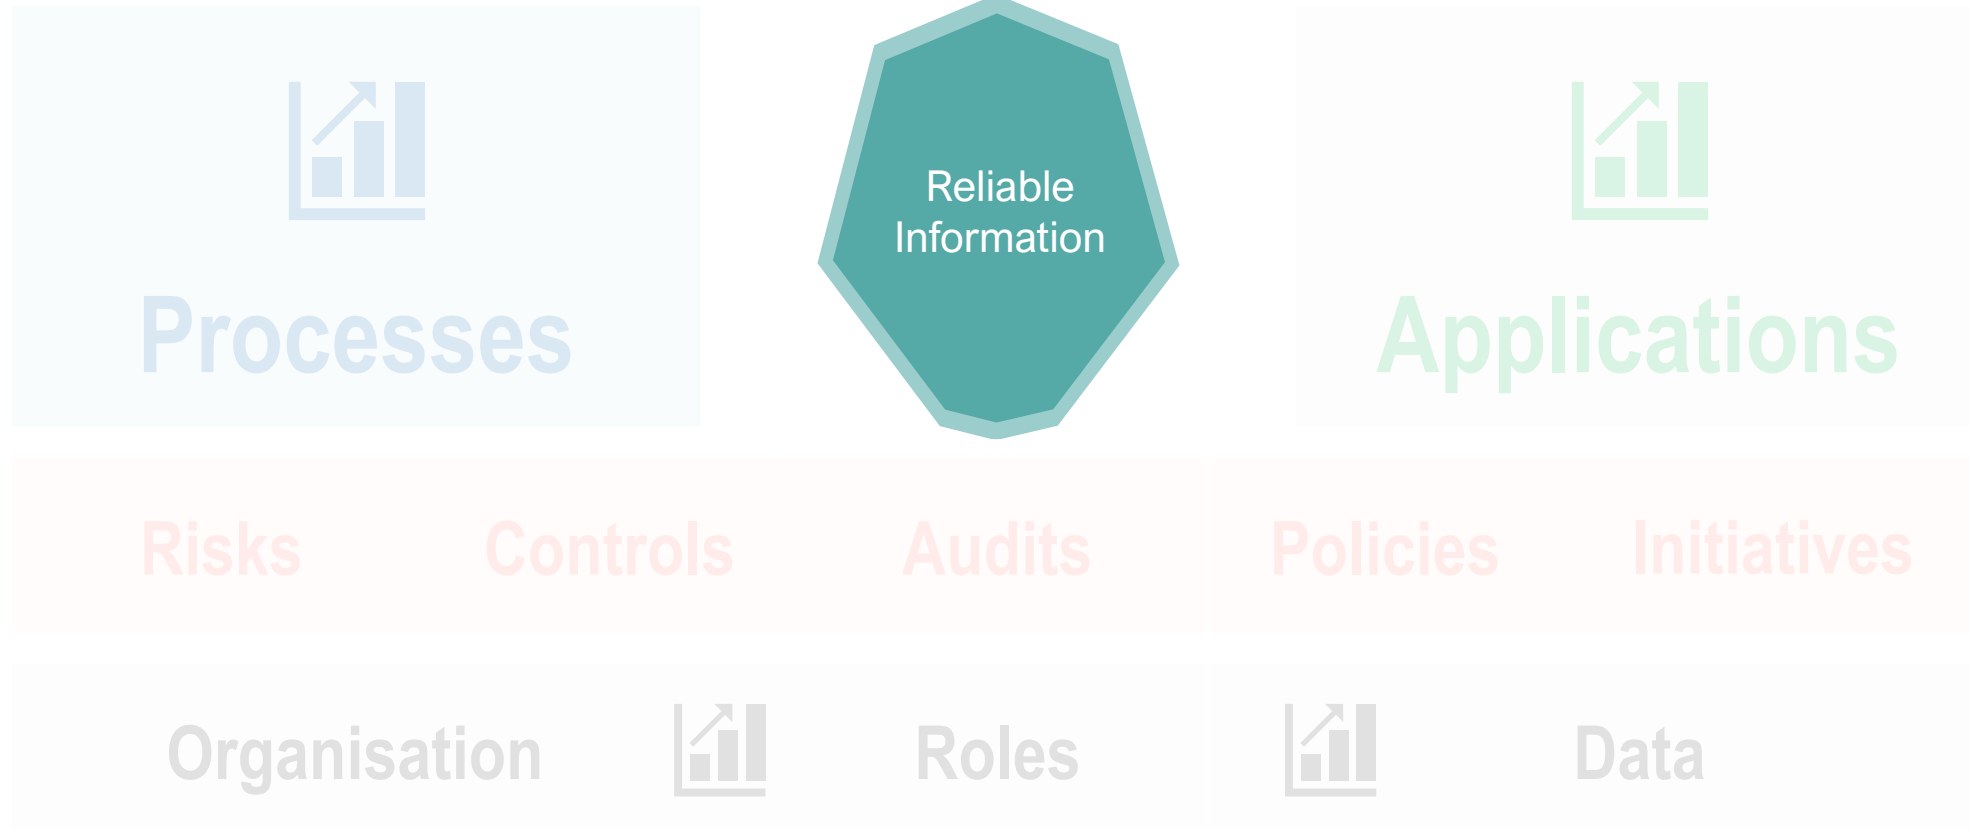 Reliable
Information
Processes
Applications
Risks Controls Audits Policies Initiatives
Organisation Roles Data